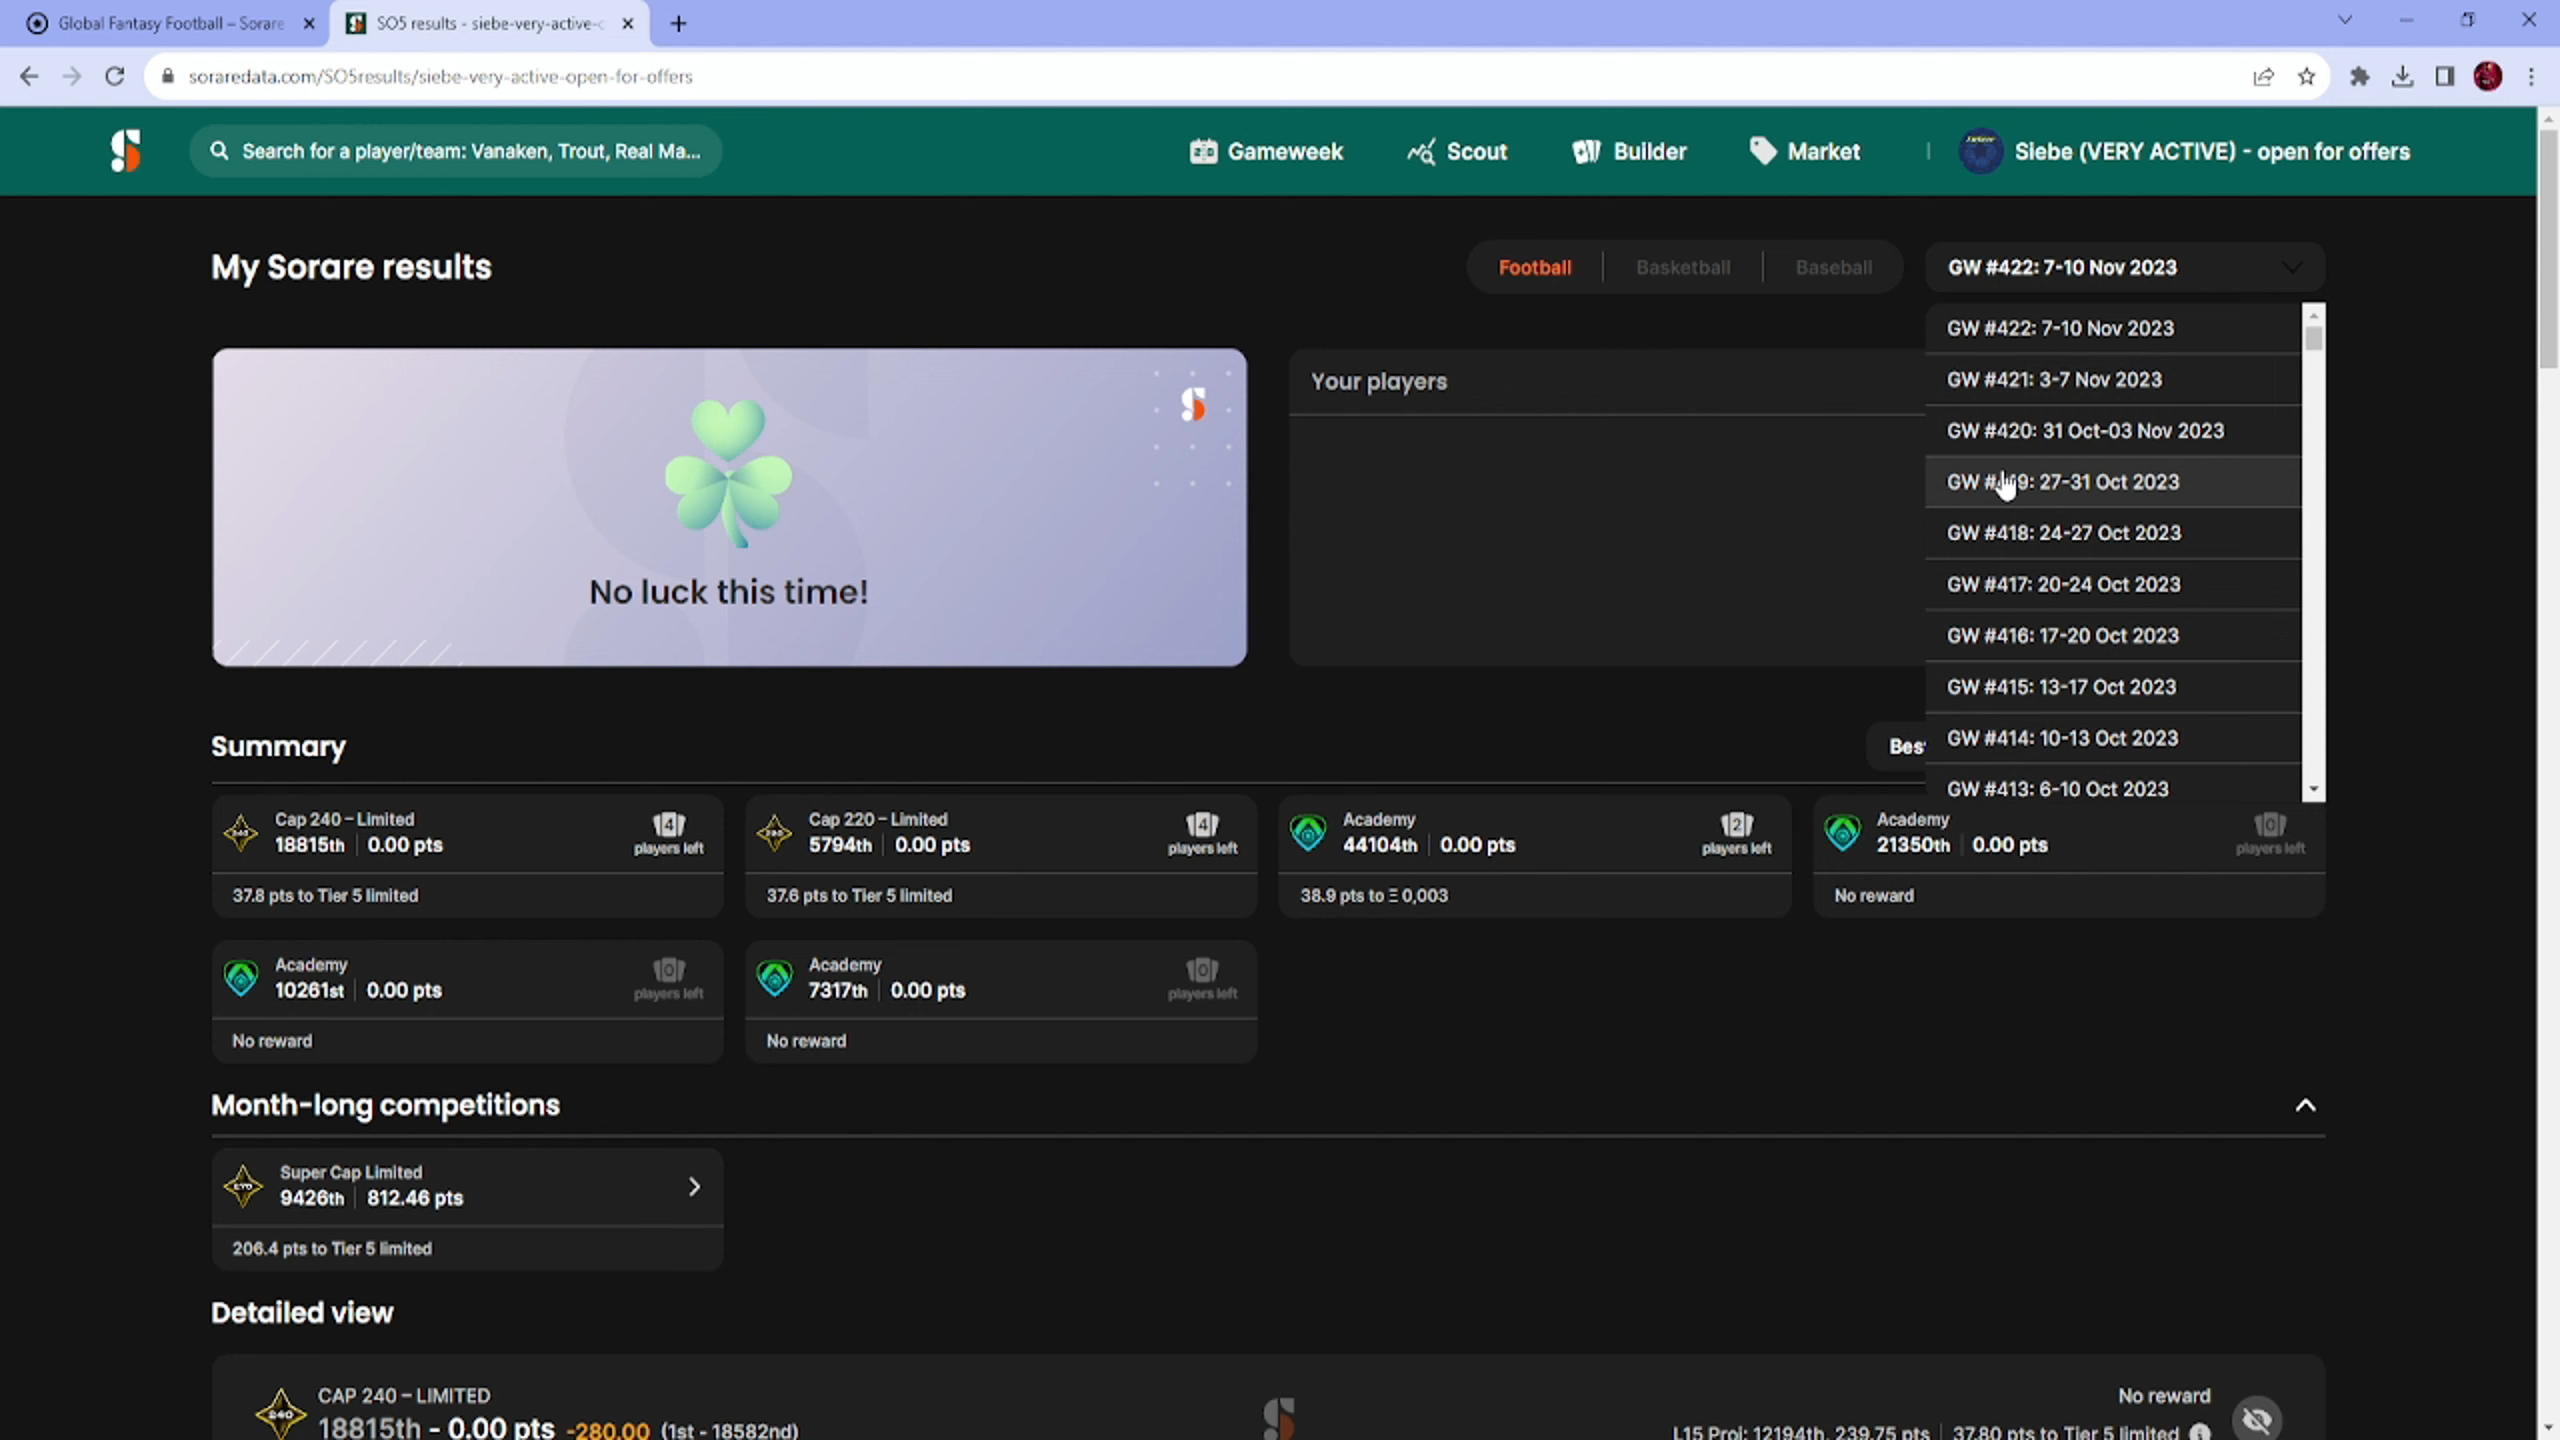 Global Fantasy Football – Sorare
SO5 results - siebe-very-active-o
soraredata.com/SO5results/siebe-very-active-open-for-offers
Search for a player/team: Vanaken, Trout, Real Ma...
Gameweek
Scout
Builder
Market
Siebe (VERY ACTIVE) - open for offers
My Sorare results
Football
Basketball
Baseball
GW #422: 7-10 Nov 2023
GW #422: 7-10 Nov 2023
GW #421: 3-7 Nov 2023
GW #420: 31 Oct-03 Nov 2023
27-31 Oct 2023
GW #418: 24-27 Oct 2023
GW #417: 20-24 Oct 2023
GW #416: 17-20 Oct 2023
GW #415: 13-17 Oct 2023
GW #414: 10-13 Oct 2023
GW #413: 6-10 Oct 2023
No luck this time!
Your players
Summary
Cap 240 – Limited
18815th | 0.00 pts
4
players left
37.8 pts to Tier 5 limited
Cap 220 – Limited
5794th | 0.00 pts
4
players left
37.6 pts to Tier 5 limited
Academy
44104th | 0.00 pts
2
players left
38.9 pts to Ξ 0,003
Academy
21350th | 0.00 pts
0
players left
No reward
Academy
10261st | 0.00 pts
0
players left
No reward
Academy
7317th | 0.00 pts
0
players left
No reward
Month-long competitions
Super Cap Limited
9426th | 812.46 pts
206.4 pts to Tier 5 limited
Detailed view
240
CAP 240 – LIMITED
18815th - 0.00 pts -280.00 (1st - 18582nd)
No reward
L15 Proj: 12194th, 239.75 pts | 37.80 pts to Tier 5 limited